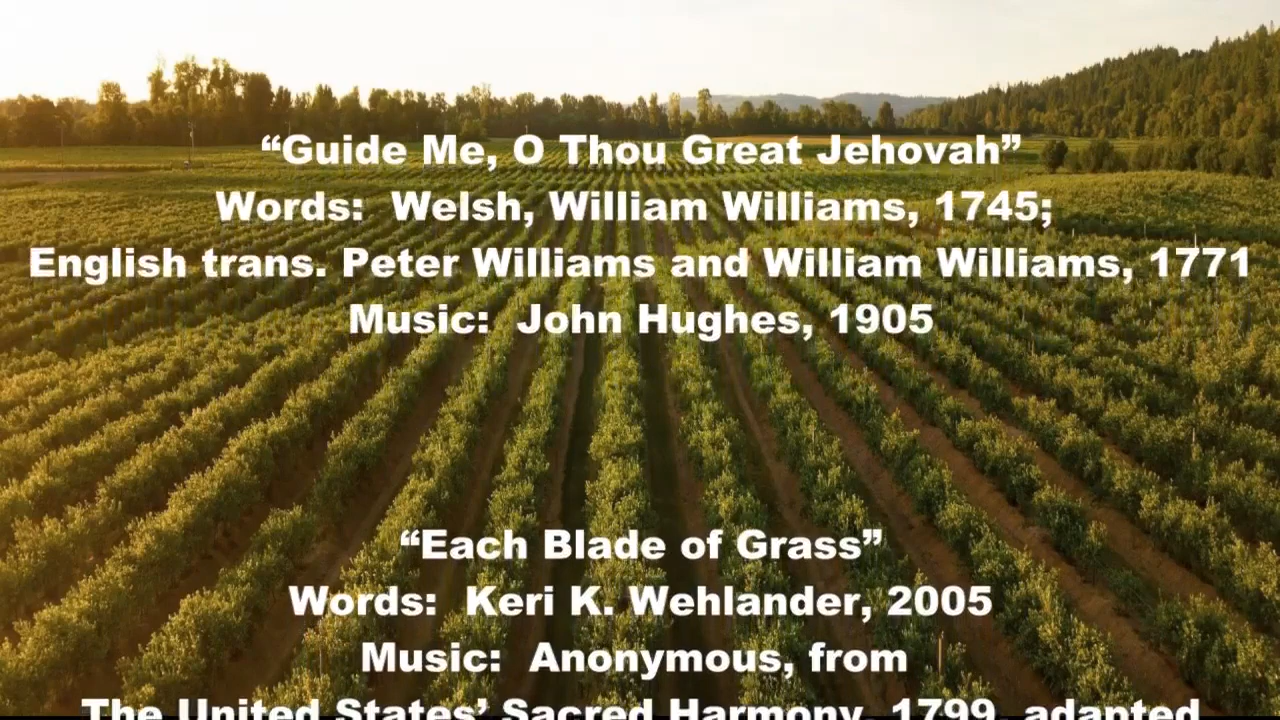 “Guide Me, O Thou Great Jehovah”
Words:  Welsh, William Williams, 1745;
English trans. Peter Williams and William Williams, 1771
Music:  John Hughes, 1905
“Each Blade of Grass”
Words:  Keri K. Wehlander, 2005
Music:  Anonymous, from
The United States’ Sacred Harmony, 1799, adapted